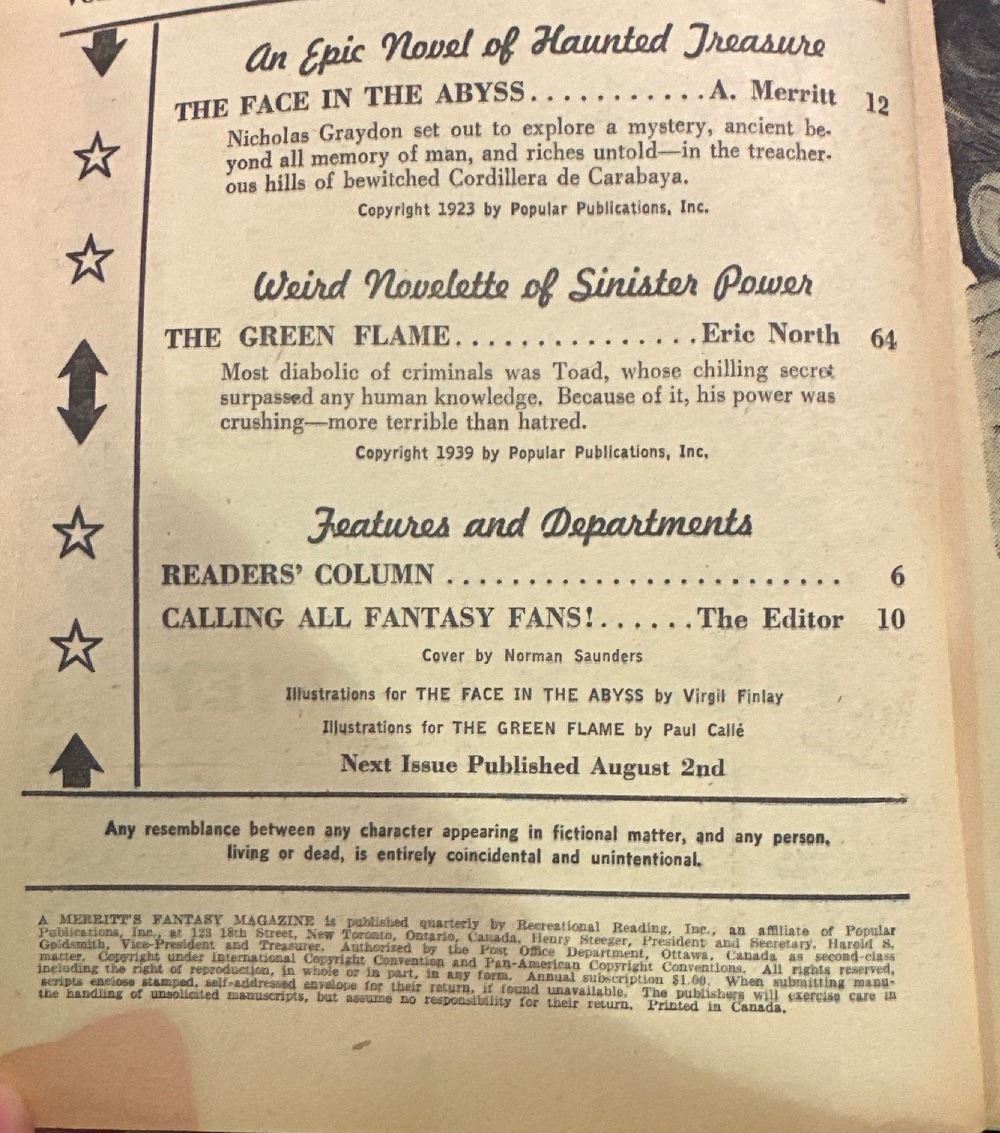 An Epic Novel of Haunted Treasure
THE FACE IN THE ABYSS...........A. Merritt 12
Nicholas Graydon set out to explore a mystery, ancient be-
yond all memory of man, and riches untold—in the treacher-
ous hills of bewitched Cordillera de Carabaya.
Copyright 1923 by Popular Publications, Inc.
Weird Novelette of Sinister Power
THE GREEN FLAME...............Eric North 64
Most diabolic of criminals was Toad, whose chilling secret
surpassed any human knowledge. Because of it, his power was
crushing—more terrible than hatred.
Copyright 1939 by Popular Publications, Inc.
Features and Departments
READERS' COLUMN ........................ 6
CALLING ALL FANTASY FANS!......The Editor 10
Cover by Norman Saunders
Illustrations for THE FACE IN THE ABYSS by Virgil Finlay
Illustrations for THE GREEN FLAME by Paul Callé
Next Issue Published August 2nd
Any resemblance between any character appearing in fictional matter, and any person,
living or dead, is entirely coincidental and unintentional.
A MERRITT'S FANTASY MAGAZINE is published quarterly by Recreational Reading, Inc., an affiliate of Popular
Publications, Inc., at 123 18th Street, New Toronto, Ontario, Canada. Henry Steeger, President and Secretary. Harold S.
Goldsmith, Vice-President and Treasurer. Authorized by the Post Office Department, Ottawa, Canada as second-class
matter. Copyright under International Copyright Convention and Pan-American Copyright Conventions. All rights reserved,
including the right of reproduction, in whole or in part, in any form. Annual subscription $1.00. When submitting manu-
scripts enclose stamped, self-addressed envelope for their return, if found unavailable. The publishers will exercise care in
the handling of unsolicited manuscripts, but assume no responsibility for their return. Printed in Canada.